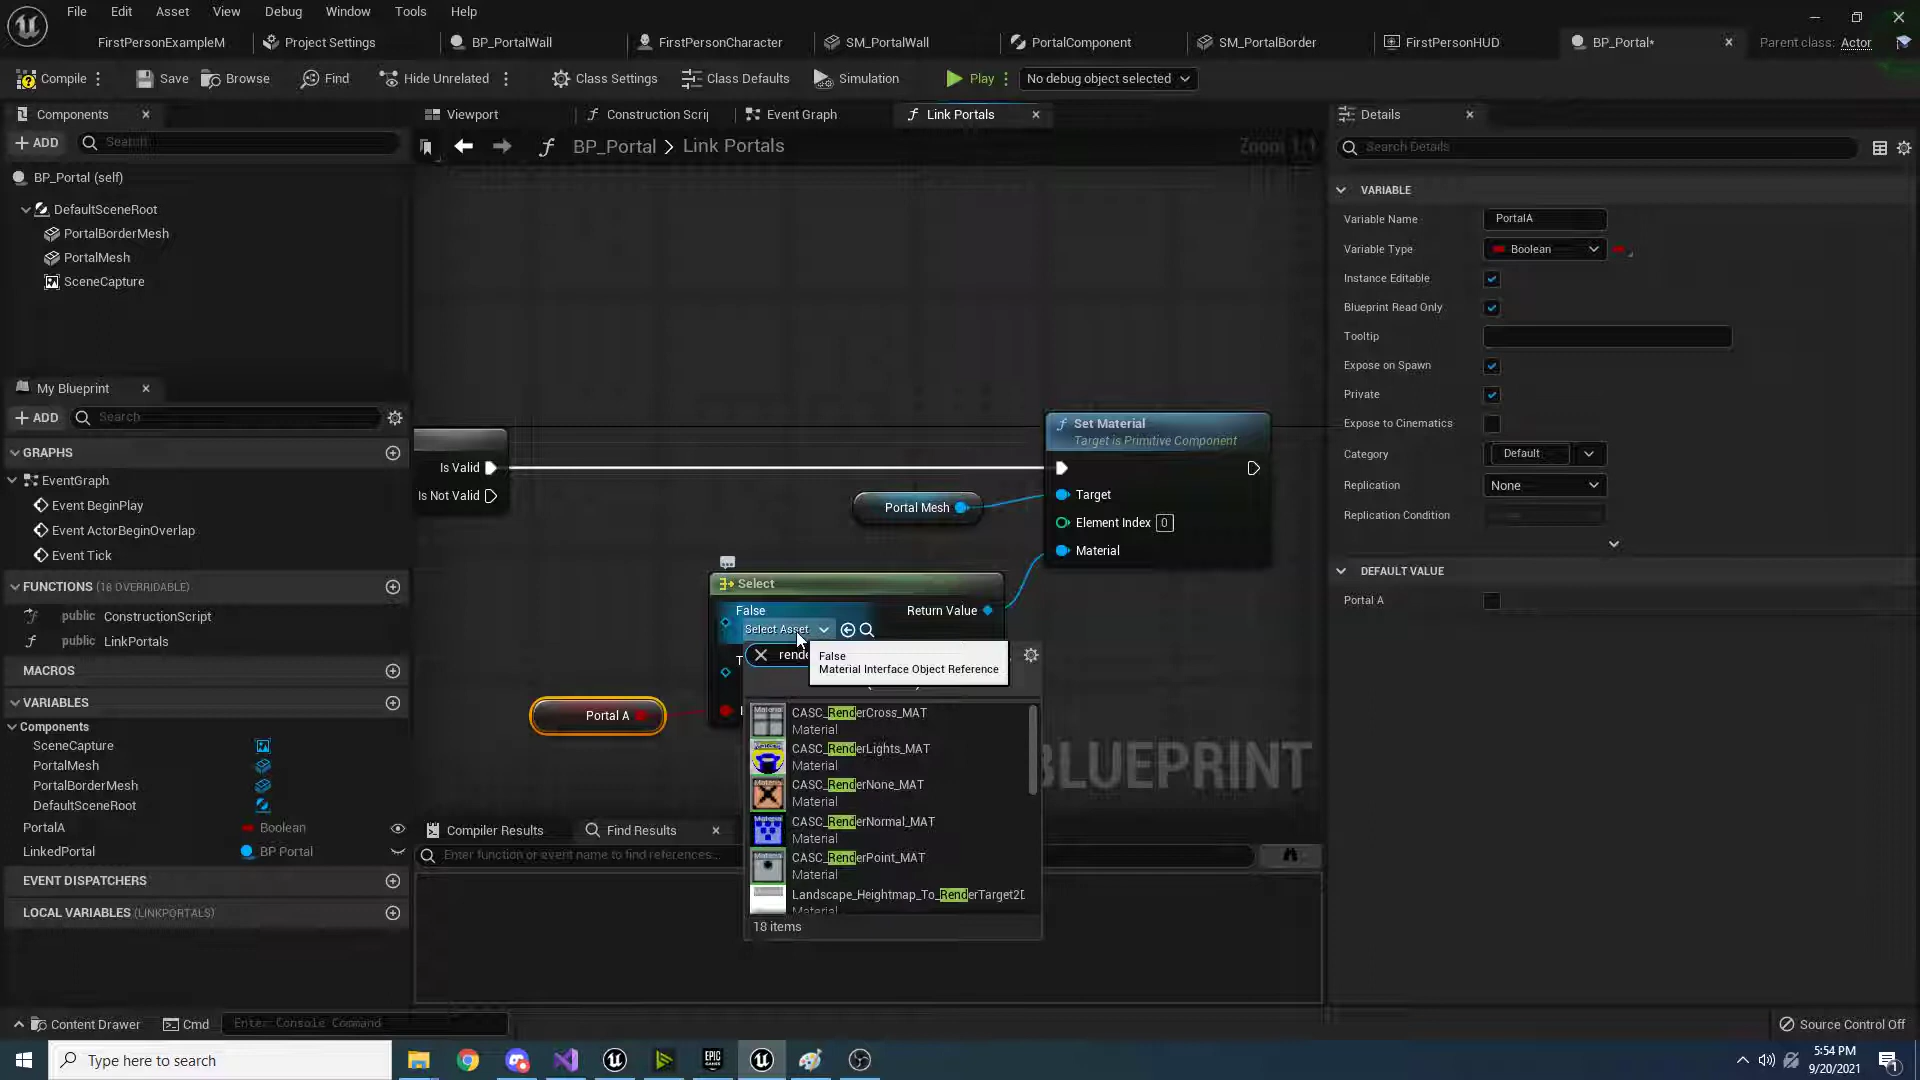 File Edit Asset View Debug Window Tools Help
FirstPersonExampleM Project Settings BP_PortalWall FirstPersonCharacter SM_PortalWall PortalComponent SM_PortalBorder FirstPersonHUD BP_Portal* Parent class: Actor
Compile Save Browse Find Hide Unrelated Class Settings Class Defaults Simulation Play No debug object selected
Components Viewport Construction Scrip Event Graph Link Portals Details
ADD Search BP_Portal Link Portals Search Details
BP_Portal (self)
DefaultSceneRoot
PortalBorderMesh
PortalMesh
SceneCapture
VARIABLE
Variable Name PortalA
Variable Type Boolean
Instance Editable
Blueprint Read Only
Tooltip
Expose on Spawn
Private
Expose to Cinematics
Category Default
Replication None
Replication Condition
DEFAULT VALUE
Portal A
My Blueprint
ADD Search
GRAPHS
EventGraph
Event BeginPlay
Event ActorBeginOverlap
Event Tick
FUNCTIONS (18 OVERRIDABLE)
public ConstructionScript
public LinkPortals
MACROS
VARIABLES
Components
SceneCapture
PortalMesh
PortalBorderMesh
DefaultSceneRoot
PortalA Boolean
LinkedPortal BP Portal
EVENT DISPATCHERS
LOCAL VARIABLES (LINKPORTALS)
Is Valid
Is Not Valid
Portal Mesh
Set Material
Target is Primitive Component
Target
Element Index 0
Material
Select
False Return Value
Select Asset
rende
False
Material Interface Object Reference
Portal A
CASC_RenderCross_MAT
Material
CASC_RenderLights_MAT
Material
CASC_RenderNone_MAT
Material
CASC_RenderNormal_MAT
Material
CASC_RenderPoint_MAT
Material
Landscape_Heightmap_To_RenderTarget2D
Material
18 items
BLUEPRINT
Compiler Results Find Results
Enter function or event name to find references...
Content Drawer Cmd Enter Console Command Source Control Off
Type here to search
5:54 PM
9/20/2021